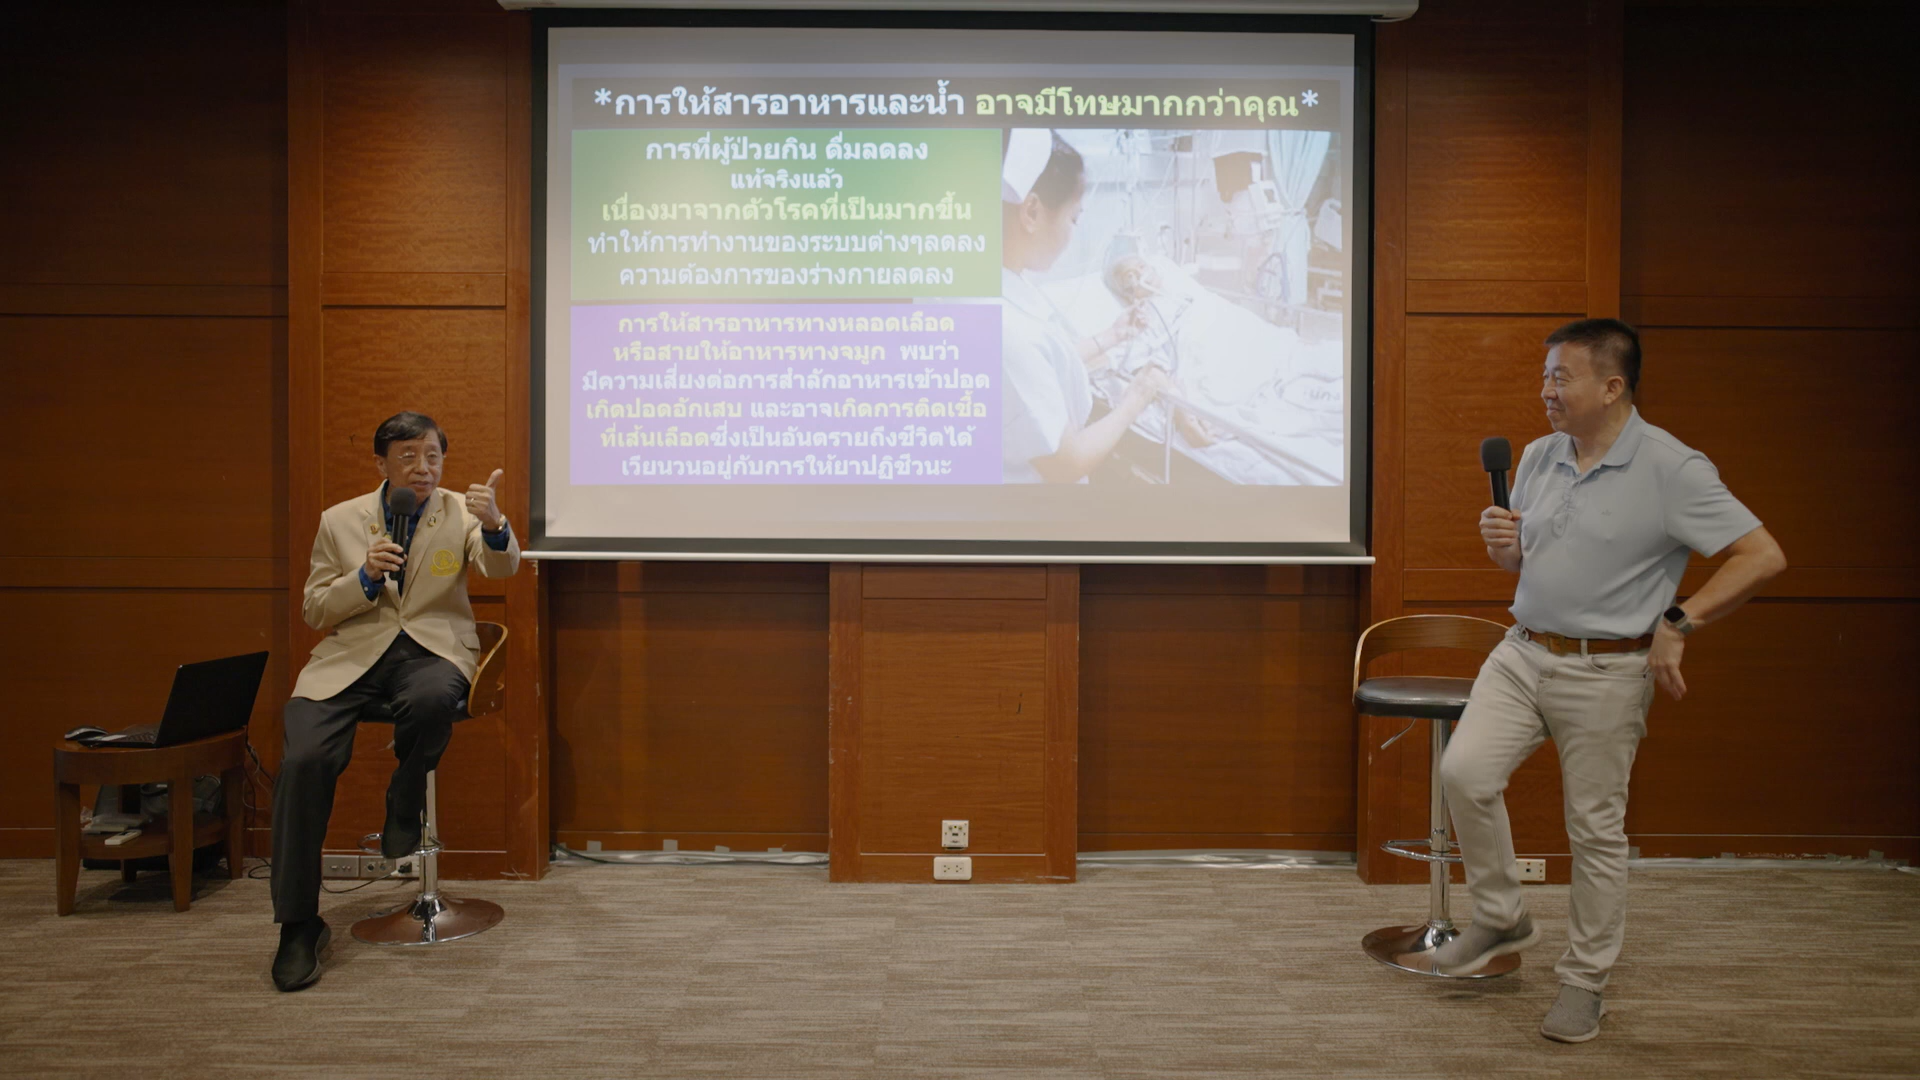 *การให้สารอาหารและน้ำ อาจมีโทษมากกว่าคุณ*
การที่ผู้ป่วยกิน ดื่มลดลง
แท้จริงแล้ว
เนื่องมาจากตัวโรคที่เป็นมากขึ้น
ทำให้การทำงานของระบบต่างๆลดลง
ความต้องการของร่างกายลดลง
การให้สารอาหารทางหลอดเลือด
หรือสายให้อาหารทางจมูก พบว่า
มีความเสี่ยงต่อการสำลักอาหารเข้าปอด
เกิดปอดอักเสบ และอาจเกิดการติดเชื้อ
ที่เส้นเลือดซึ่งเป็นอันตรายถึงชีวิตได้
เวียนวนอยู่กับการให้ยาปฏิชีวนะ